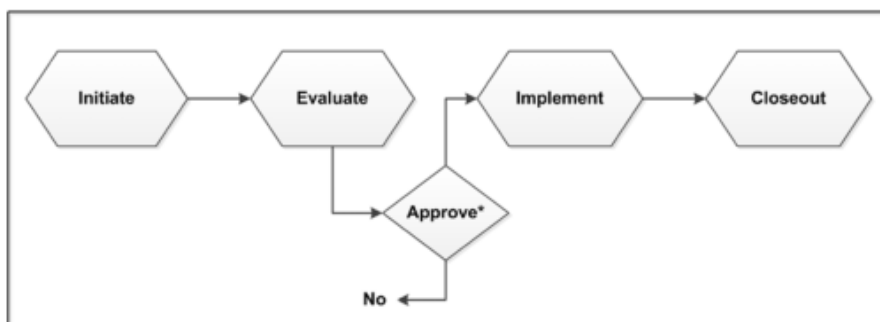 Initiate
Evaluate
Implement
Closeout
Approve*
No